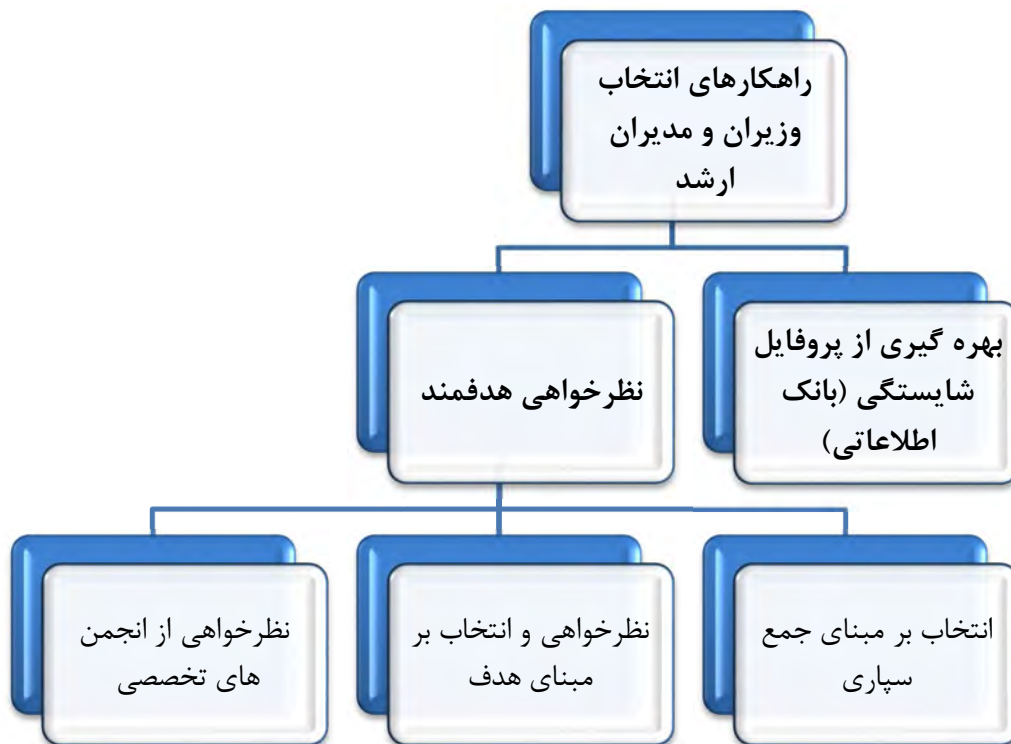 راهکارهای انتخاب
وزیران و مدیران
ارشد
بهره گیری از پروفایل
شایستگی (بانک
اطلاعاتی)
نظرخواهی هدفمند
انتخاب بر مبنای جمع
سپاری
نظرخواهی و انتخاب بر
مبنای هدف
نظرخواهی از انجمن
های تخصصی